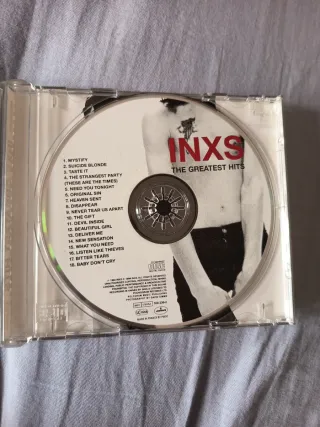 INXS
THE GREATEST HITS
1. MYSTIFY
2. SUICIDE BLONDE
3. TASTE IT
4. THE STRANGEST PARTY
(THESE ARE THE TIMES)
5. NEED YOU TONIGHT
6. ORIGINAL SIN
7. HEAVEN SENT
8. DISAPPEAR
9. NEVER TEAR US APART
10. THE GIFT
11. DEVIL INSIDE
12. BEAUTIFUL GIRL
13. DELIVER ME
14. NEW SENSATION
15. WHAT YOU NEED
16. LISTEN LIKE THIEVES
17. BITTER TEARS
18. BABY DON'T CRY